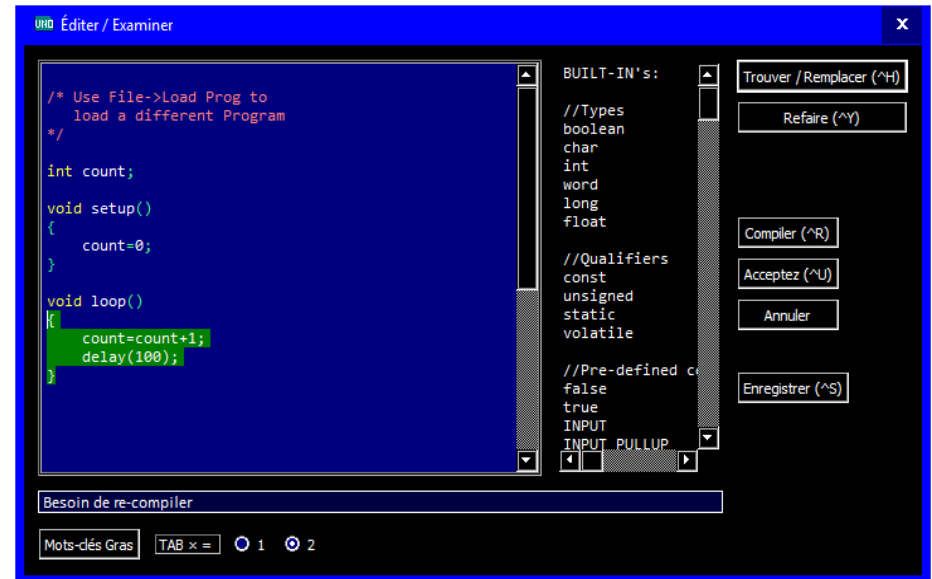 UNO Éditer / Examiner
x
/* Use File->Load Prog to
load a different Program
*/
int count;
void setup()
{
count=0;
}
void loop()
{
count=count+1;
delay(100);
}
BUILT-IN's:
//Types
boolean
char
int
word
long
float
//Qualifiers
const
unsigned
static
volatile
//Pre-defined
false
true
INPUT
INPUT_PULLUP
Trouver / Remplacer (^H)
Refaire (^Y)
Compiler (^R)
Acceptez (^U)
Annuler
Enregistrer (^S)
Besoin de re-compiler
Mots-clés Gras
TAB × =
1
2